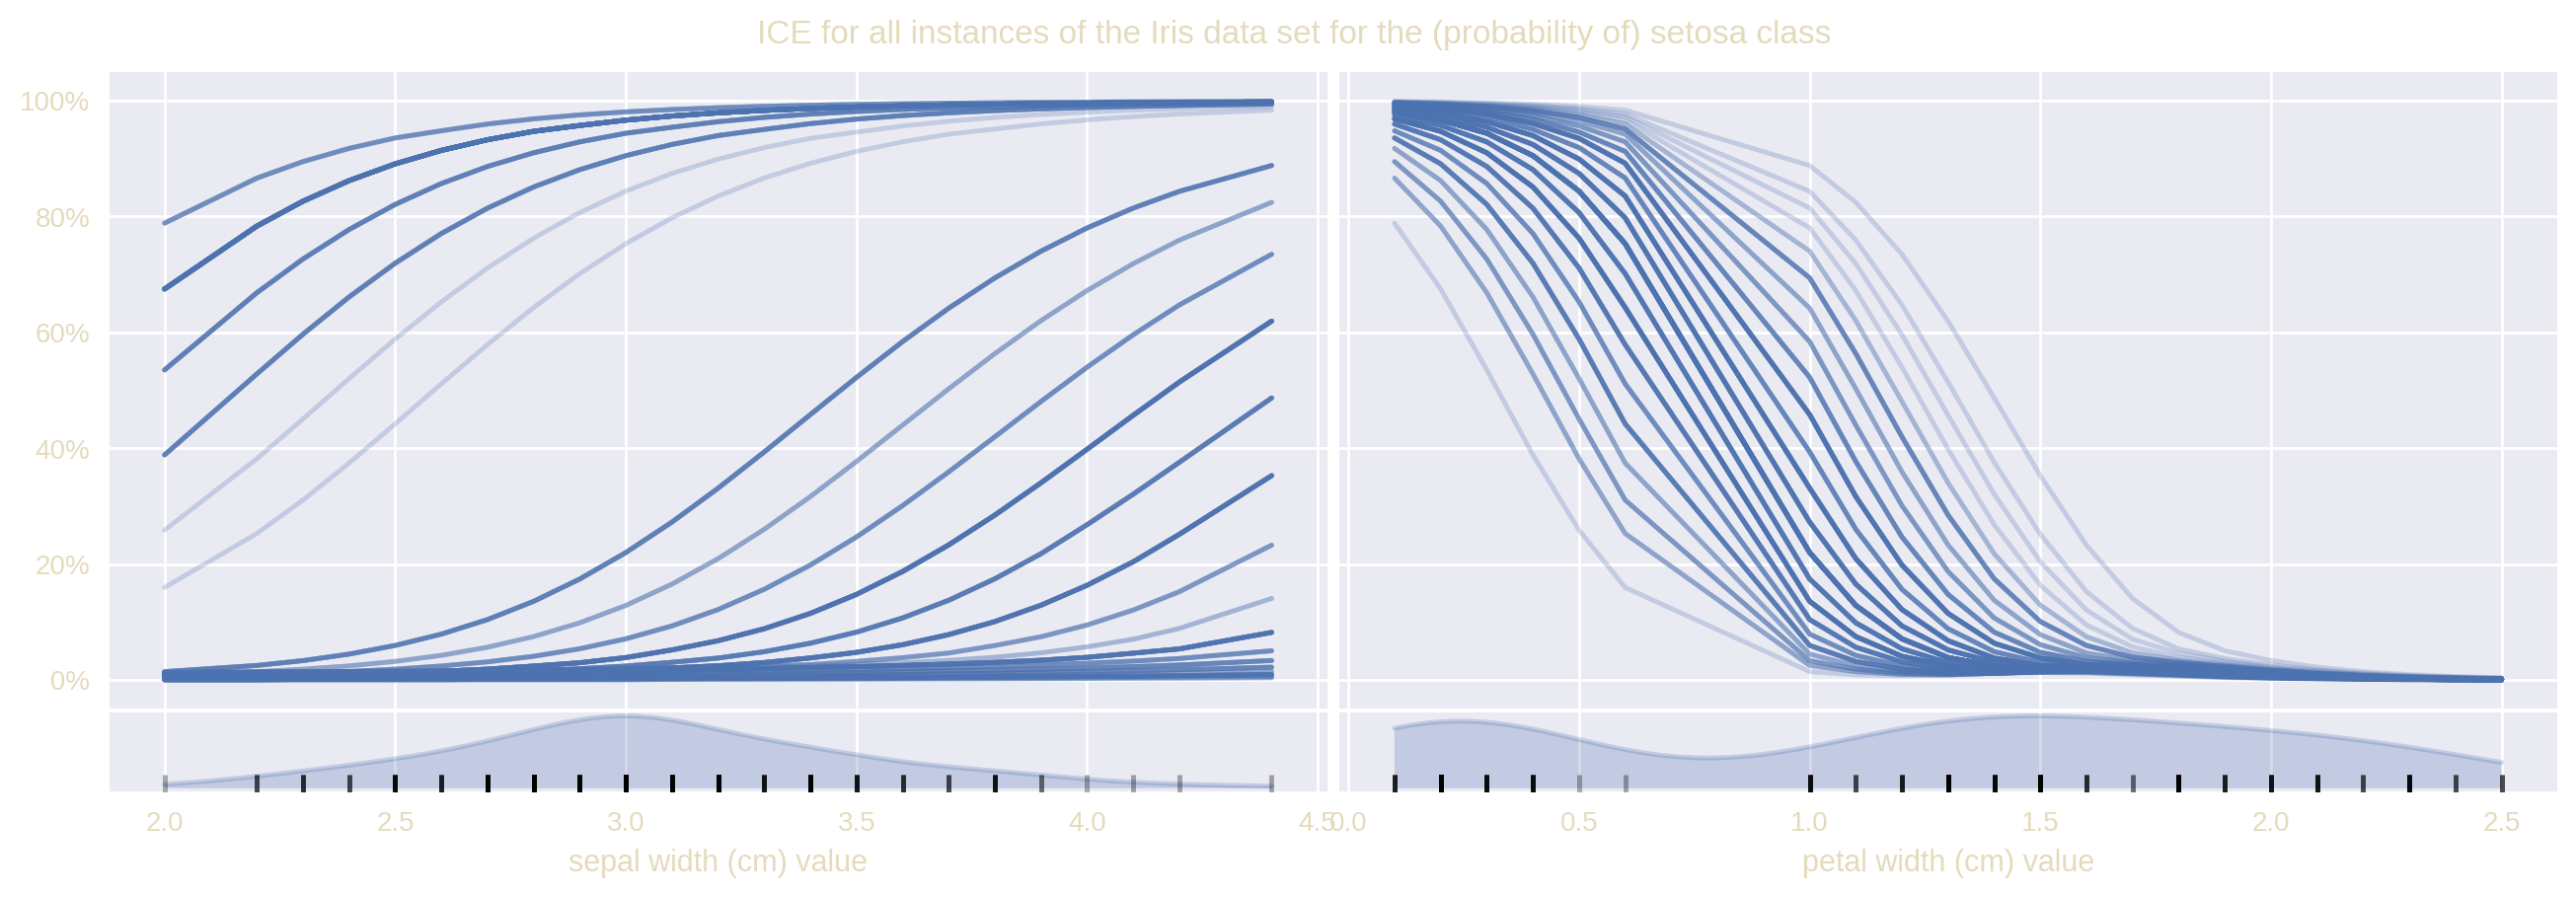 ICE for all instances of the Iris data set for the (probability of) setosa class
100%
80%
60%
40%
20%
0%
2.0 2.5 3.0 3.5 4.0 4.5 0.0 0.5 1.0 1.5 2.0 2.5
sepal width (cm) value petal width (cm) value